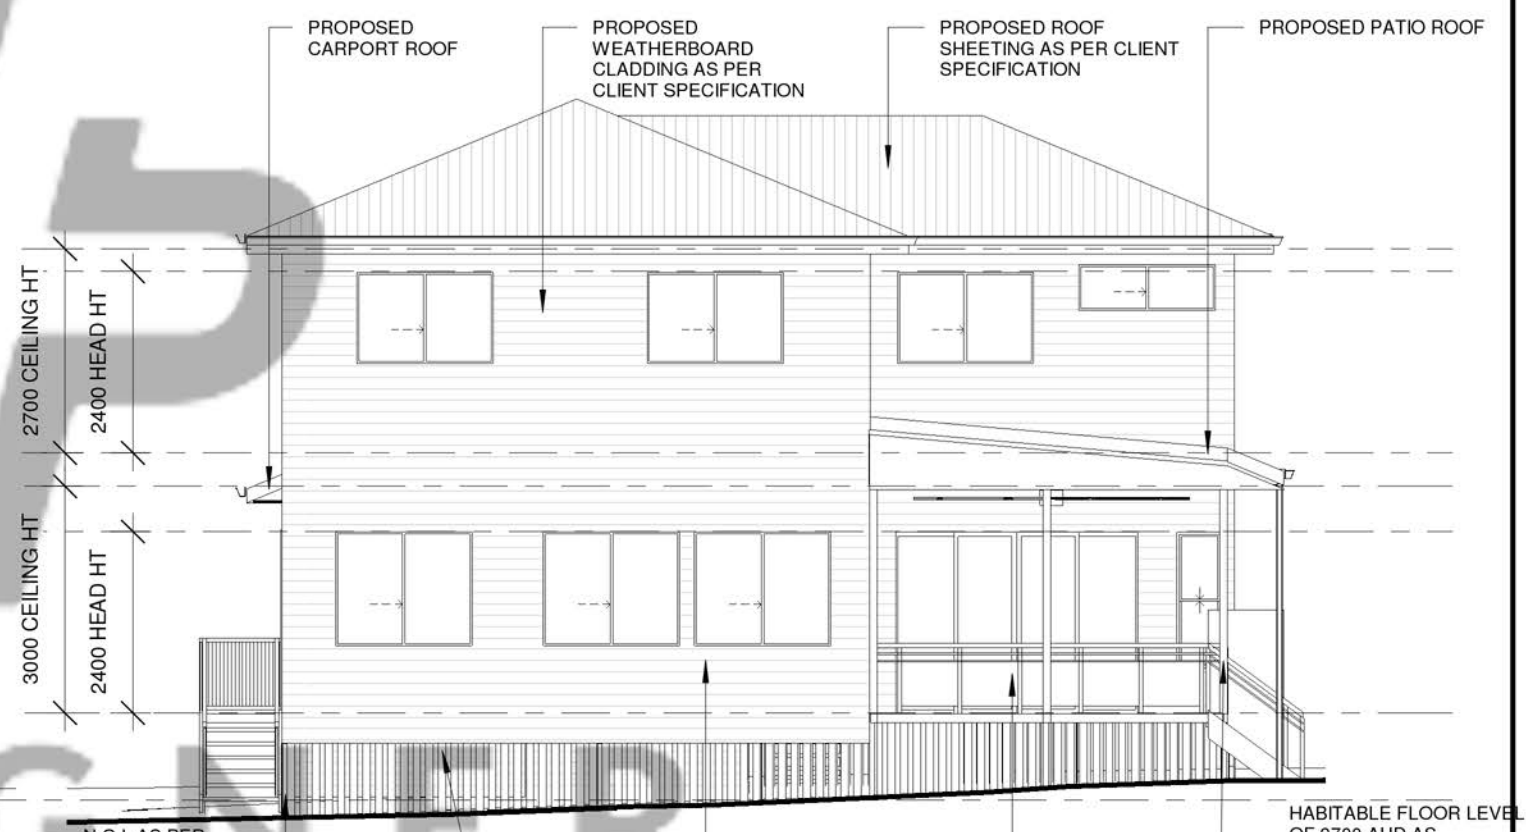 PROPOSED
CARPORT ROOF
PROPOSED
WEATHERBOARD
CLADDING AS PER
CLIENT SPECIFICATION
PROPOSED ROOF
SHEETING AS PER CLIENT
SPECIFICATION
PROPOSED PATIO ROOF
2700 CEILING HT
2400 HEAD HT
3000 CEILING HT
2400 HEAD HT
GNER
HABITABLE FLOOR LEVEL